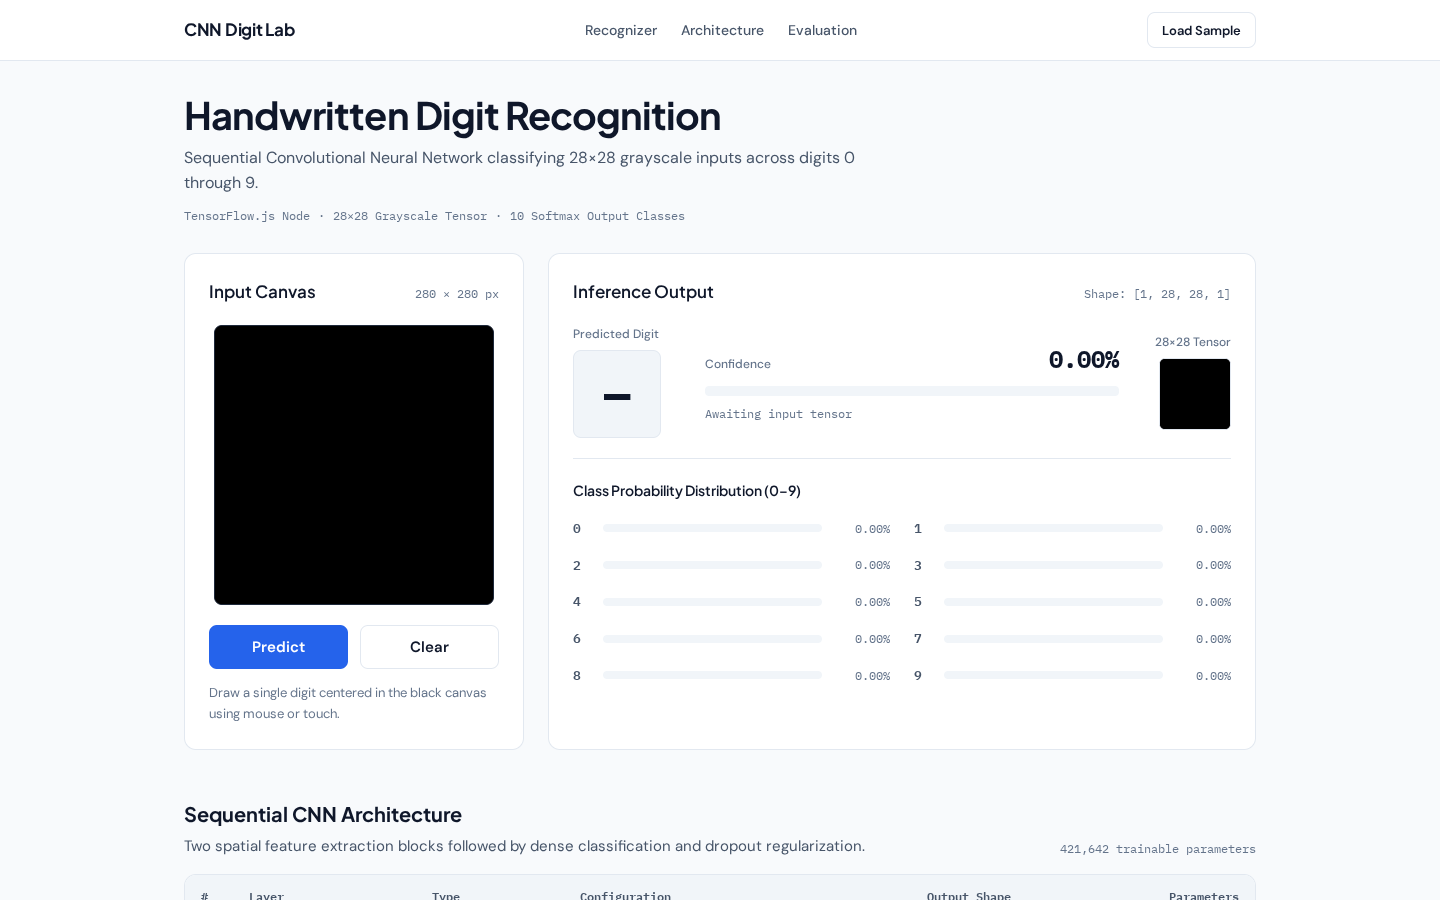 CNN Digit Lab
Recognizer
Architecture
Evaluation
Load Sample
Handwritten Digit Recognition
Sequential Convolutional Neural Network classifying 28×28 grayscale inputs across digits 0
through 9.
TensorFlow.js Node · 28×28 Grayscale Tensor · 10 Softmax Output Classes
Input Canvas
280 × 280 px
Predict
Clear
Draw a single digit centered in the black canvas
using mouse or touch.
Inference Output
Shape: [1, 28, 28, 1]
Predicted Digit
—
Confidence
0.00%
Awaiting input tensor
28×28 Tensor
Class Probability Distribution (0–9)
0 0.00% 1 0.00%
2 0.00% 3 0.00%
4 0.00% 5 0.00%
6 0.00% 7 0.00%
8 0.00% 9 0.00%
Sequential CNN Architecture
Two spatial feature extraction blocks followed by dense classification and dropout regularization.
421,642 trainable parameters
# Layer Type Configuration Output Shape Parameters